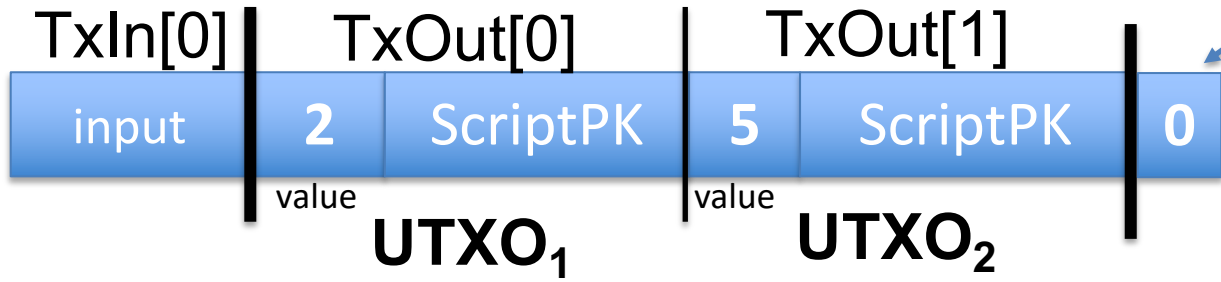 TxIn[0] TxOut[0] TxOut[1]
input 2 ScriptPK 5 ScriptPK 0
value value
UTXO₁ UTXO₂